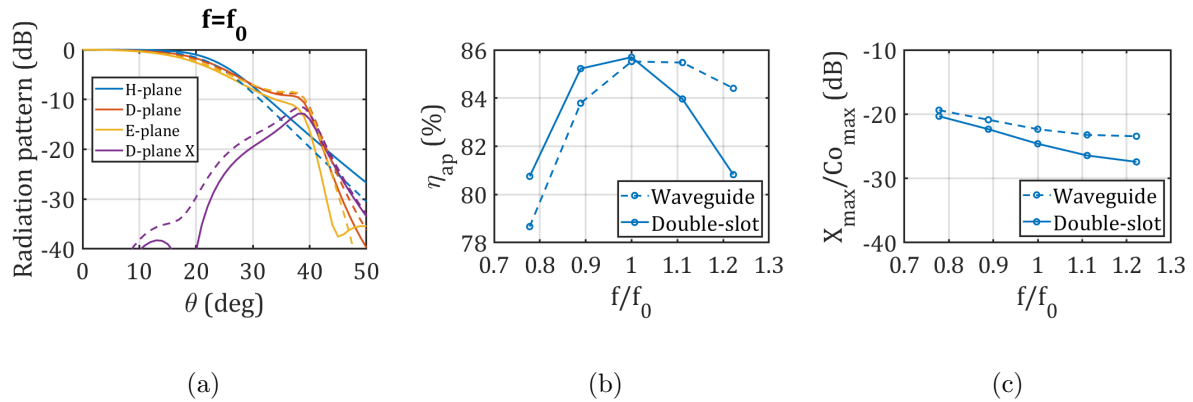 f=f0
Radiation pattern (dB)
0
-10
-20
-30
-40
H-plane
D-plane
E-plane
D-plane X
0 10 20 30 40 50
θ (deg)
(a)
ηap (%)
86
84
82
80
78
Waveguide
Double-slot
0.7 0.8 0.9 1 1.1 1.2 1.3
f/f0
(b)
Xmax/Comax (dB)
-10
-20
-30
-40
Waveguide
Double-slot
0.7 0.8 0.9 1 1.1 1.2 1.3
f/f0
(c)